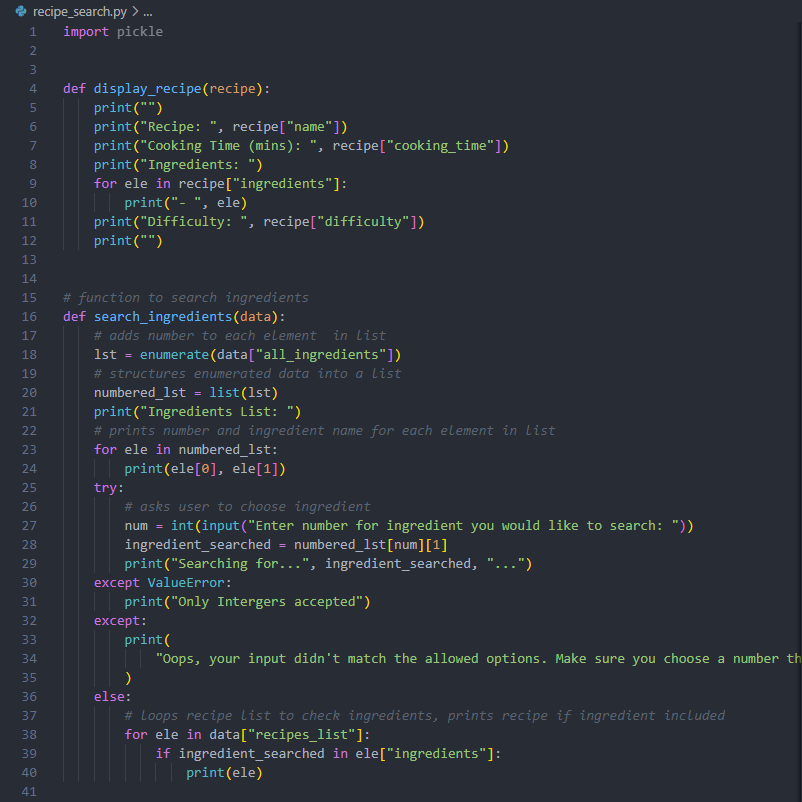 recipe_search.py > ...
1 import pickle
2
3
4 def display_recipe(recipe):
5     print("")
6     print("Recipe: ", recipe["name"])
7     print("Cooking Time (mins): ", recipe["cooking_time"])
8     print("Ingredients: ")
9     for ele in recipe["ingredients"]:
10         print("- ", ele)
11     print("Difficulty: ", recipe["difficulty"])
12     print("")
13
14
15 # function to search ingredients
16 def search_ingredients(data):
17     # adds number to each element  in list
18     lst = enumerate(data["all_ingredients"])
19     # structures enumerated data into a list
20     numbered_lst = list(lst)
21     print("Ingredients List: ")
22     # prints number and ingredient name for each element in list
23     for ele in numbered_lst:
24         print(ele[0], ele[1])
25     try:
26         # asks user to choose ingredient
27         num = int(input("Enter number for ingredient you would like to search: "))
28         ingredient_searched = numbered_lst[num][1]
29         print("Searching for...", ingredient_searched, "...")
30     except ValueError:
31         print("Only Intergers accepted")
32     except:
33         print(
34             "Oops, your input didn't match the allowed options. Make sure you choose a number th
35         )
36     else:
37         # loops recipe list to check ingredients, prints recipe if ingredient included
38         for ele in data["recipes_list"]:
39             if ingredient_searched in ele["ingredients"]:
40                 print(ele)
41